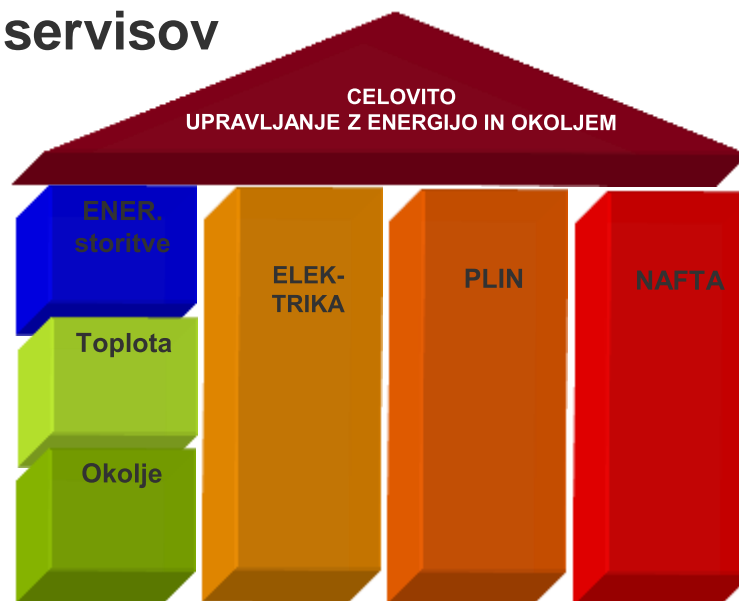 servisov
CELOVITO
UPRAVLJANJE Z ENERGIJO IN OKOLJEM
ENER.
storitve
Toplota
Okolje
ELEK-
TRIKA
PLIN
NAFTA